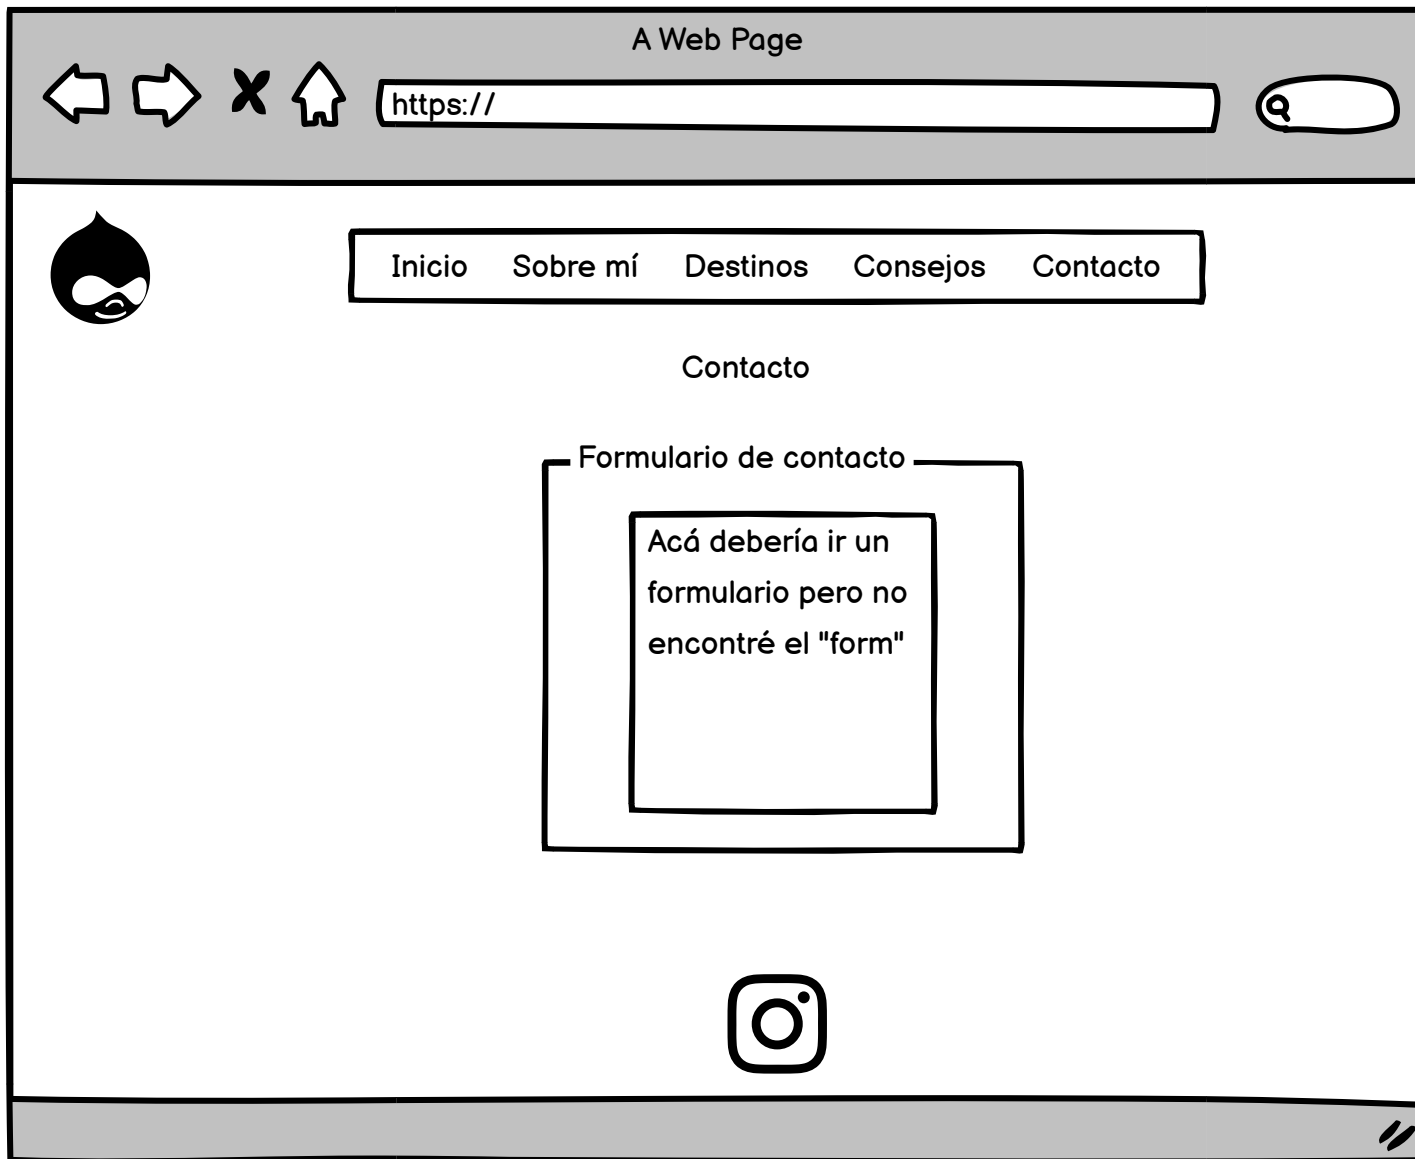 A Web Page
https://
Inicio Sobre mí Destinos Consejos Contacto
Contacto
Formulario de contacto
Acá debería ir un
formulario pero no
encontré el "form"